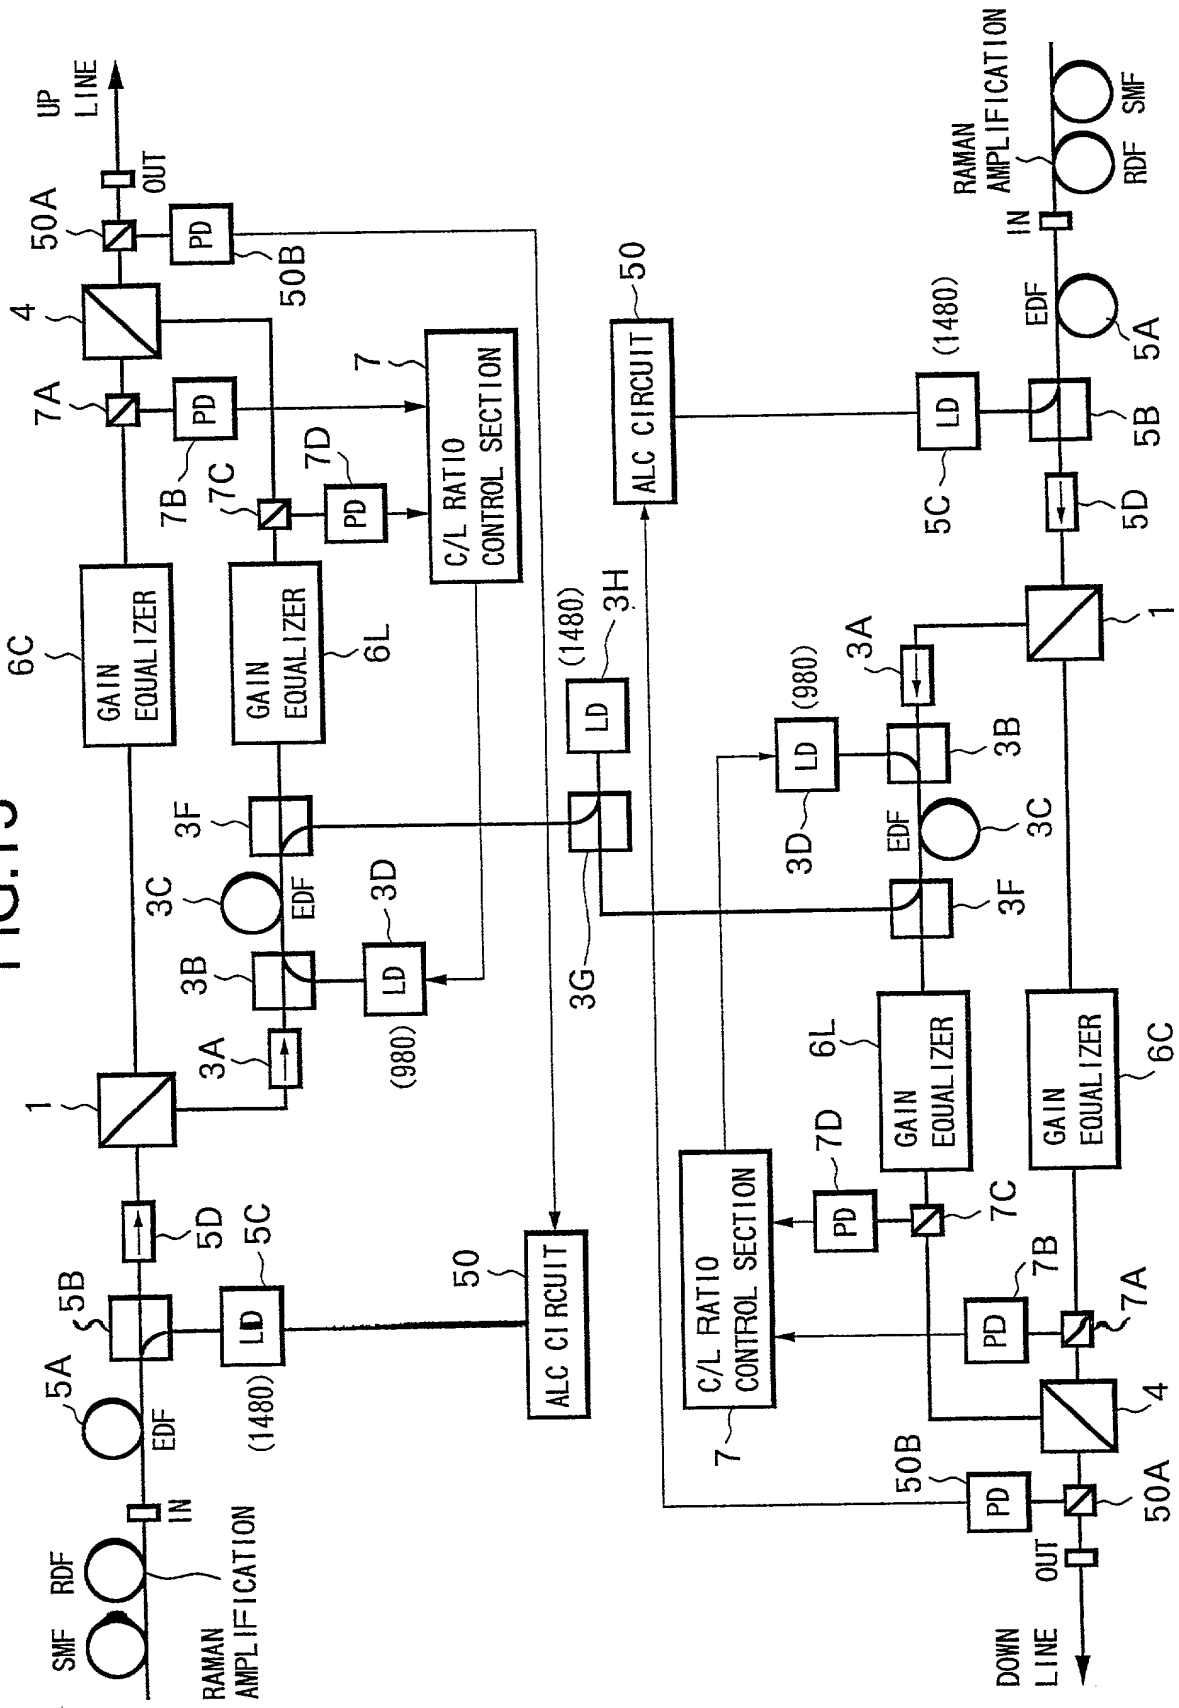 SMF
RDF
IN
RAMAN
AMPLIFICATION
5A
EDF
5B
5D
LD
5C
(1480)
50
ALC CIRCUIT
1
3A
3B
3C
EDF
3F
LD
3D
(980)
6C
GAIN
EQUALIZER
GAIN
EQUALIZER
6L
7A
PD
7B
7C
PD
7D
7
C/L RATIO
CONTROL SECTION
4
50A
PD
50B
OUT
UP
LINE
3G
LD
(1480)
3H
50
ALC CIRCUIT
7
C/L RATIO
CONTROL SECTION
PD
7D
7C
6L
GAIN
EQUALIZER
3F
EDF
3C
3D
LD
(980)
3B
3A
5C
LD
(1480)
RAMAN
AMPLIFICATION
DOWN
LINE
OUT
50B
PD
50A
4
PD
7B
7A
GAIN
EQUALIZER
6C
1
5D
5B
EDF
5A
IN
RDF
SMF